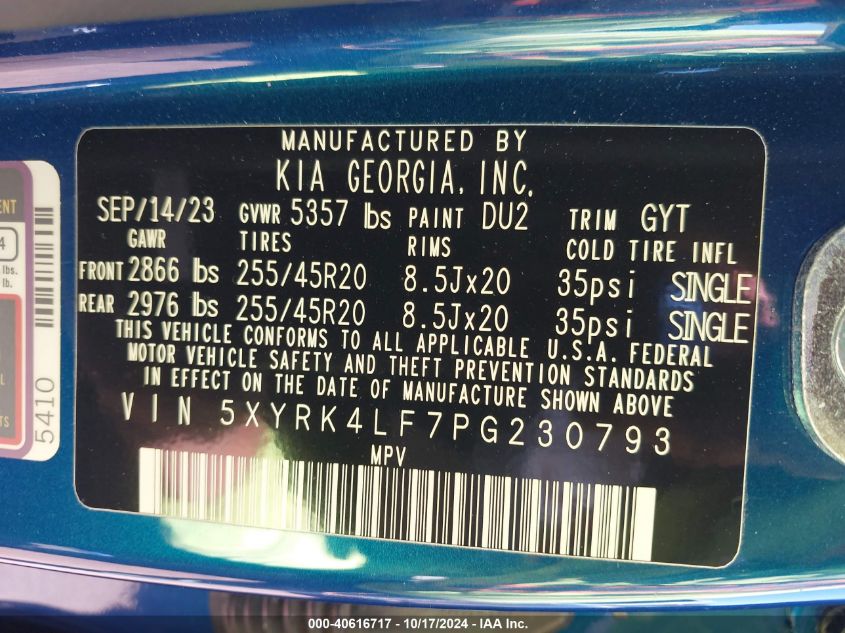 MANUFACTURED BY
KIA GEORGIA, INC.
SEP/14/23 GVWR 5357 lbs PAINT DU2 TRIM GYT
GAWR TIRES RIMS COLD TIRE INFL
FRONT 2866 lbs 255/45R20 8.5Jx20 35psi SINGLE
REAR 2976 lbs 255/45R20 8.5Jx20 35psi SINGLE
THIS VEHICLE CONFORMS TO ALL APPLICABLE U.S.A. FEDERAL
MOTOR VEHICLE SAFETY AND THEFT PREVENTION STANDARDS
IN EFFECT ON THE DATE OF MANUFACTURE SHOWN ABOVE
VIN 5XYRK4LF7PG230793
MPV
4
lbs.
lb.
5410
000-40616717 - 10/17/2024 - IAA Inc.